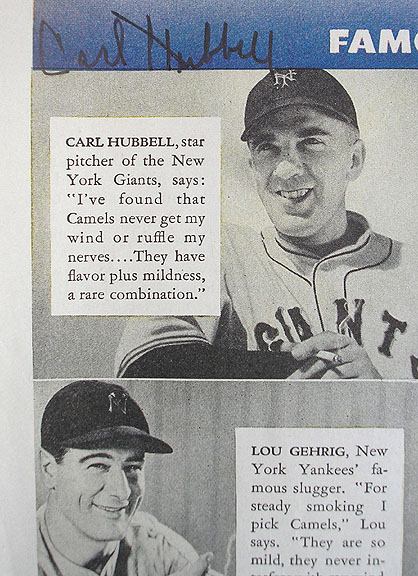 Carl Hubbell
FAMO
NY
CARL HUBBELL, star
pitcher of the New
York Giants, says:
"I've found that
Camels never get my
wind or ruffle my
nerves....They have
flavor plus mildness,
a rare combination."
GIANT
LOU GEHRIG, New
York Yankees' fa-
mous slugger. "For
steady smoking I
pick Camels," Lou
says. "They are so
mild, they never in-